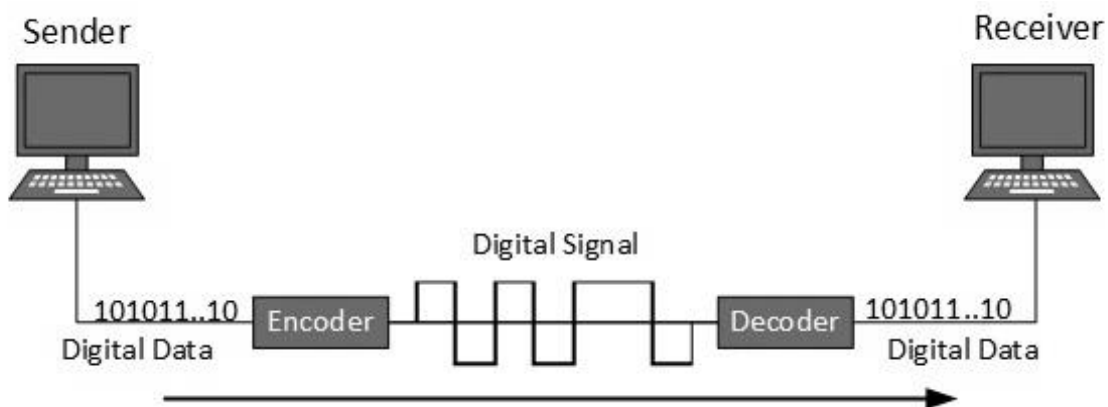 Sender
Receiver
Digital Signal
101011..10
Encoder
Decoder
101011..10
Digital Data
Digital Data